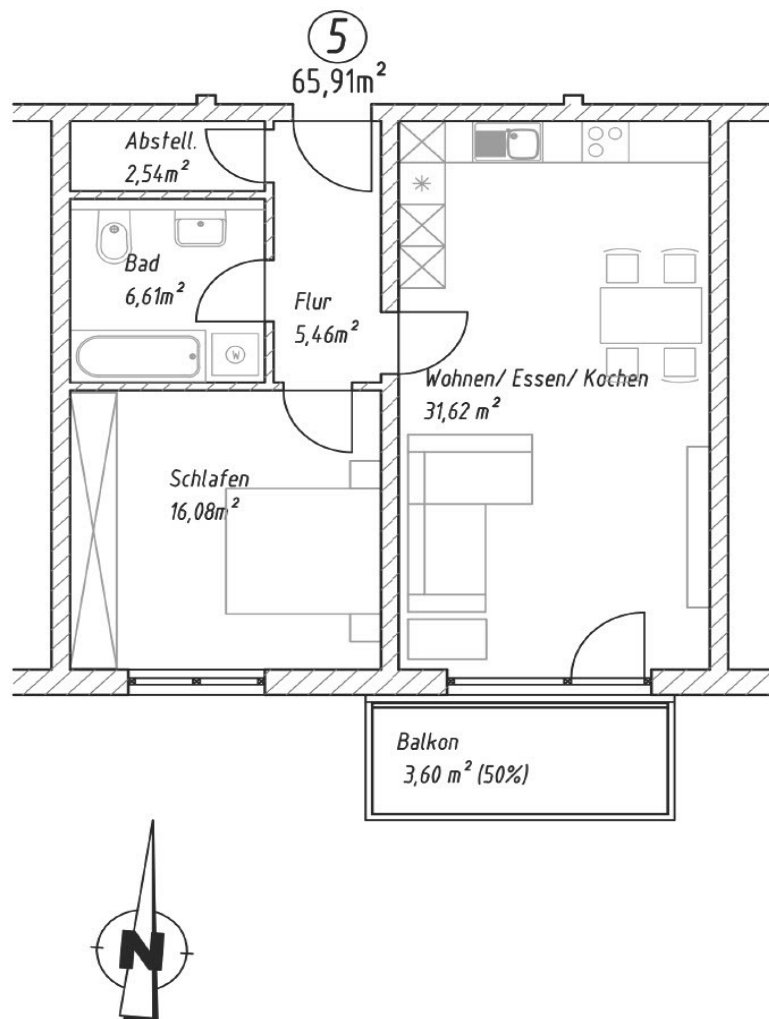 5
65,91m²
Abstell.
2,54m²
Bad
6,61m²
Flur
5,46m²
W
Wohnen/ Essen/ Kochen
31,62 m²
Schlafen
16,08m²
Balkon
3,60 m² (50%)
N